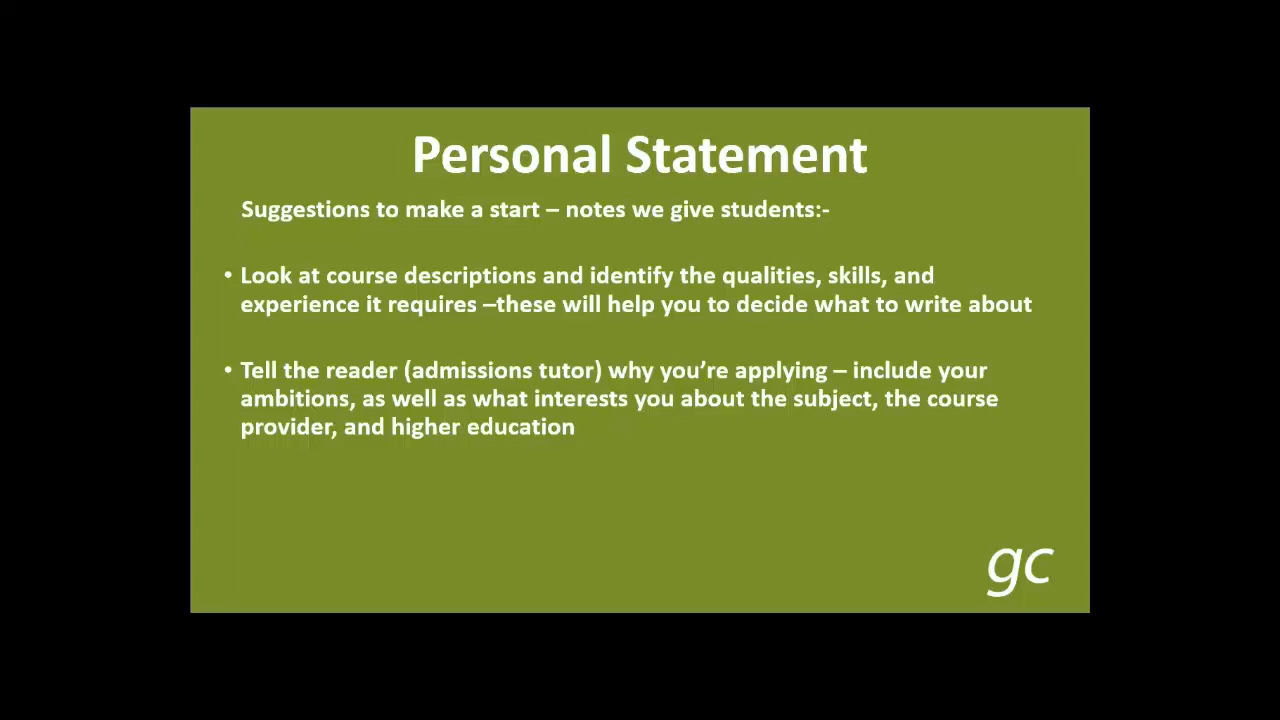 Personal Statement
Suggestions to make a start – notes we give students:-
• Look at course descriptions and identify the qualities, skills, and
experience it requires –these will help you to decide what to write about
• Tell the reader (admissions tutor) why you’re applying – include your
ambitions, as well as what interests you about the subject, the course
provider, and higher education
gc